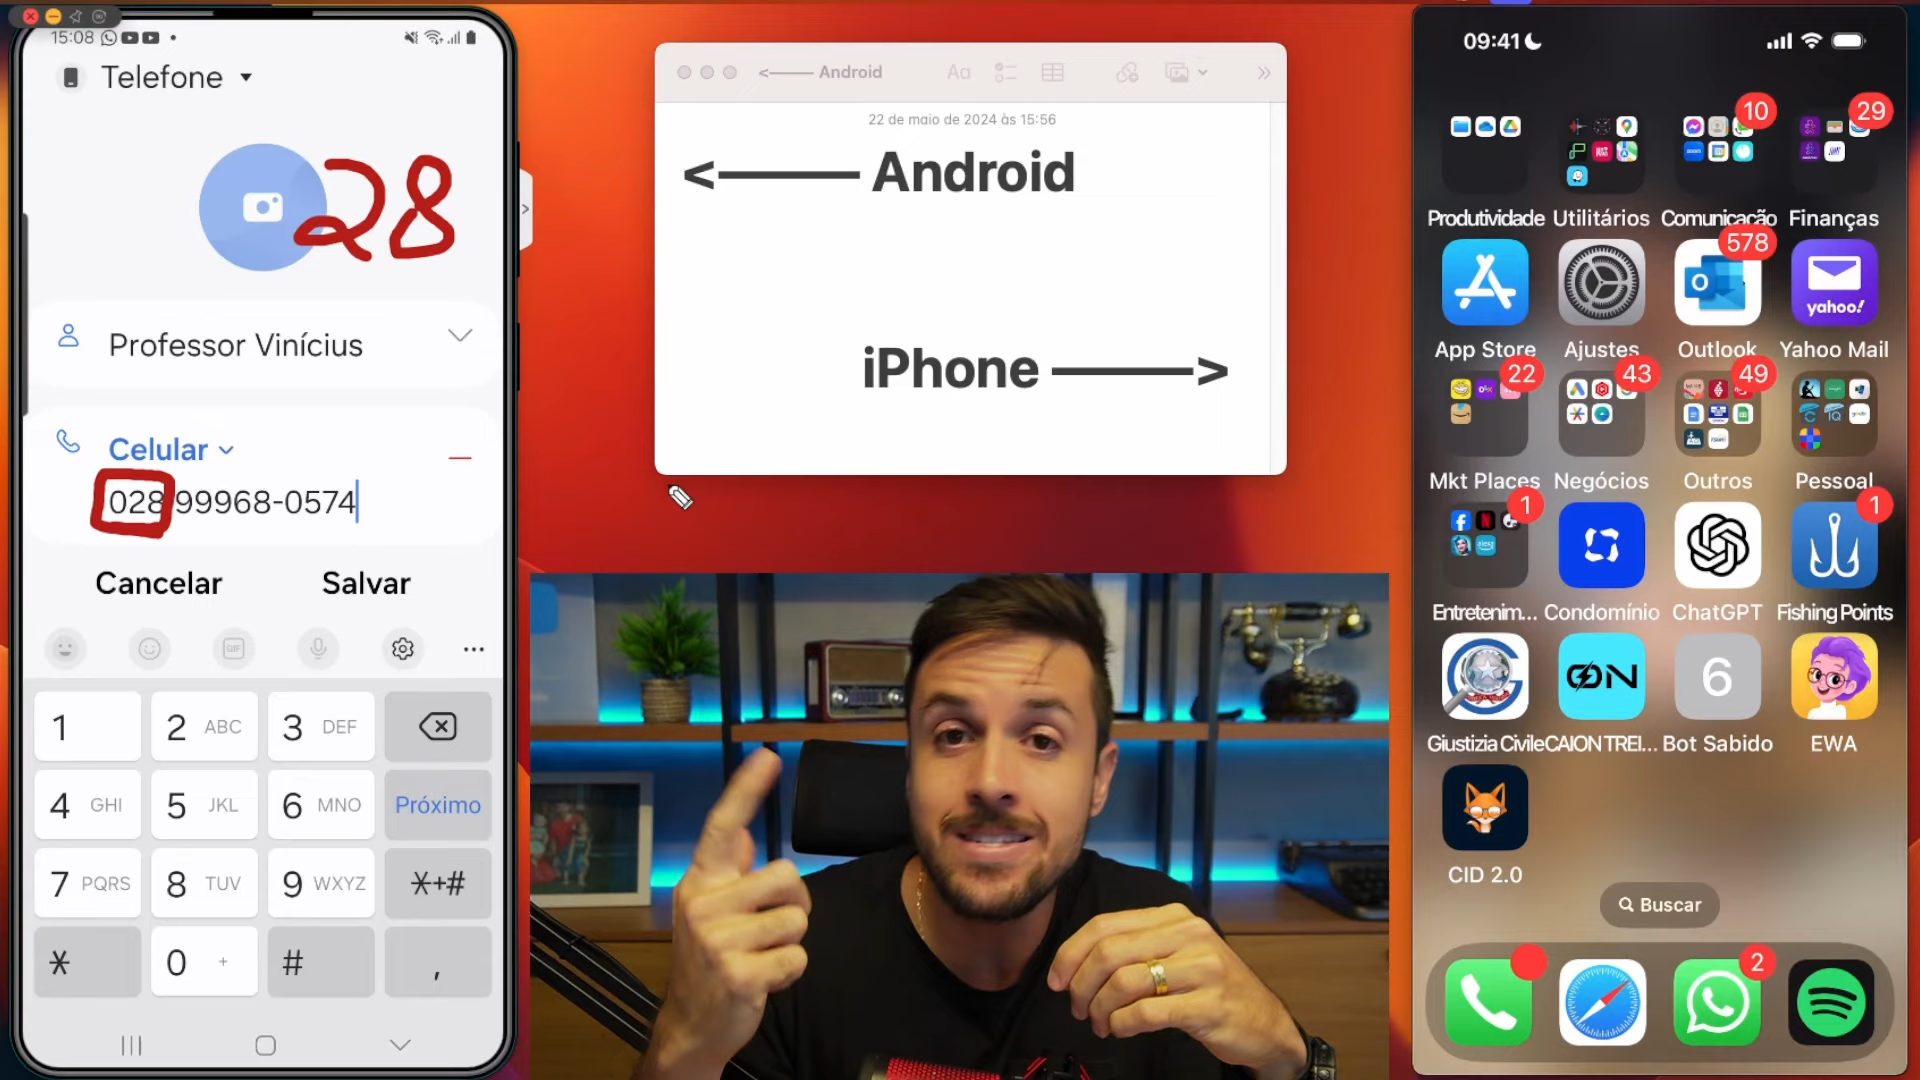 15:08
Telefone
28
Professor Vinícius
Celular
028 99968-0574
Cancelar
Salvar
GIF
1
2 ABC
3 DEF
4 GHI
5 JKL
6 MNO
Próximo
7 PQRS
8 TUV
9 WXYZ
*+#
*
0 +
#
,
<—— Android
Aa
22 de maio de 2024 às 15:56
<—— Android
iPhone ——>
09:41
10
29
Produtividade
Utilitários
Comunicação
Finanças
578
yahoo!
App Store
Ajustes
Outlook
Yahoo Mail
22
43
49
Mkt Places
Negócios
Outros
Pessoal
1
1
Entretenim...
Condomínio
ChatGPT
Fishing Points
ON
6
Giustizia Civile
CAION TREI...
Bot Sabido
EWA
CID 2.0
Buscar
2